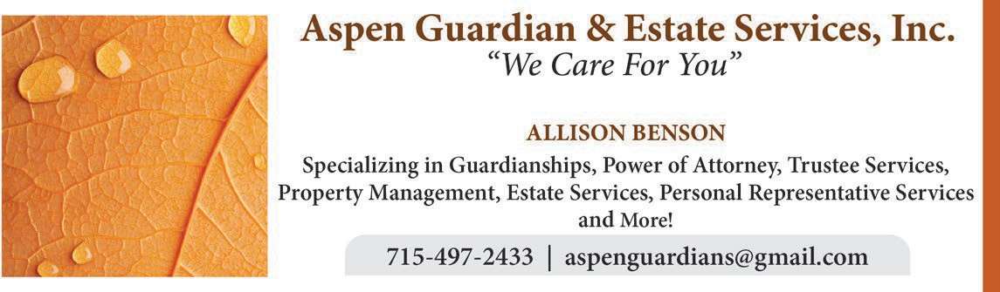 Aspen Guardian & Estate Services, Inc.
“We Care For You”
ALLISON BENSON
Specializing in Guardianships, Power of Attorney, Trustee Services,
Property Management, Estate Services, Personal Representative Services
and More!
715-497-2433 | aspenguardians@gmail.com